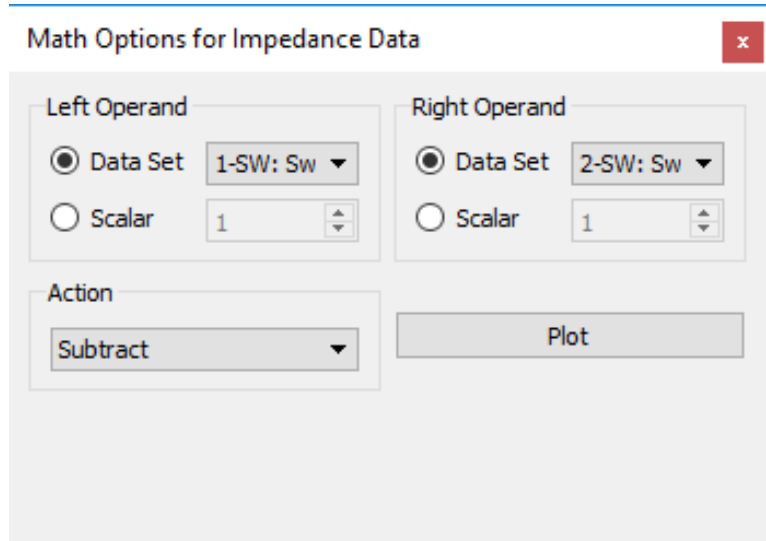 Math Options for Impedance Data
x
Left Operand
Right Operand
Data Set
1-SW: Sw
Data Set
2-SW: Sw
Scalar
1
Scalar
1
Action
Subtract
Plot